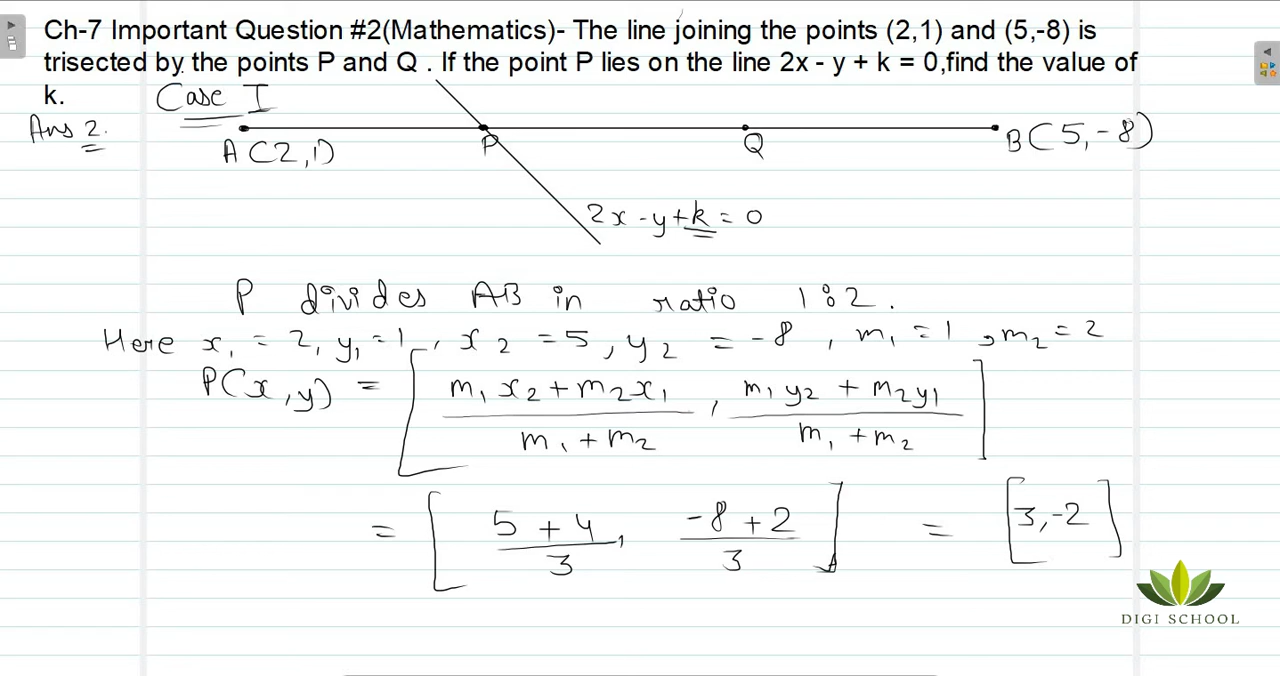 Ch-7 Important Question #2(Mathematics)- The line joining the points (2,1) and (5,-8) is
trisected by the points P and Q . If the point P lies on the line 2x - y + k = 0,find the value of
k.
Case I
Ans 2.
A(2,1)
P
Q
B(5,-8)
2x -y+k = 0
P divides AB in ratio 1:2.
Here x₁ = 2, y₁=1, x₂ =5, y₂ = -8, m₁ =1, m₂ = 2
P(x,y) = [ (m₁x₂+m₂x₁)/(m₁+m₂) , (m₁y₂+m₂y₁)/(m₁+m₂) ]
= [ (5+4)/3 , (-8+2)/3 ] = [3,-2]
DIGI SCHOOL